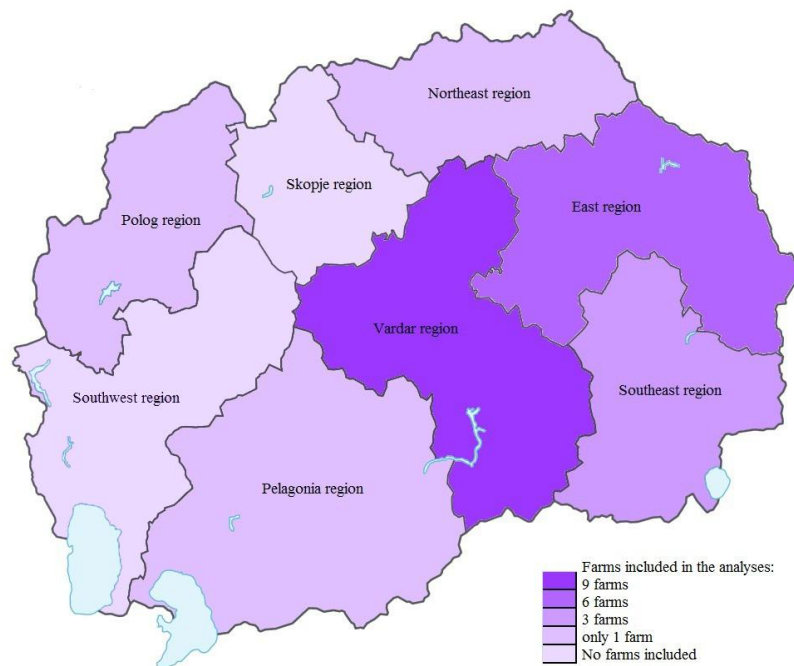 Northeast region
Skopje region
East region
Polog region
Vardar region
Southwest region
Southeast region
Pelagonia region
Farms included in the analyses:
9 farms
6 farms
3 farms
only 1 farm
No farms included